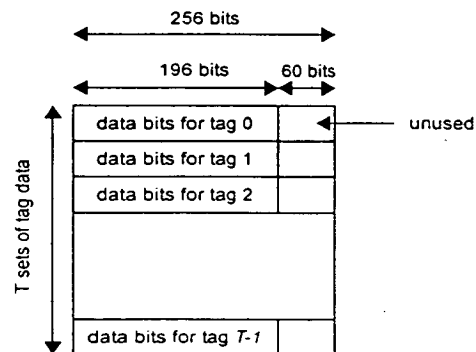 256 bits
196 bits 60 bits
data bits for tag 0
unused
data bits for tag 1
data bits for tag 2
T sets of tag data
data bits for tag T-1